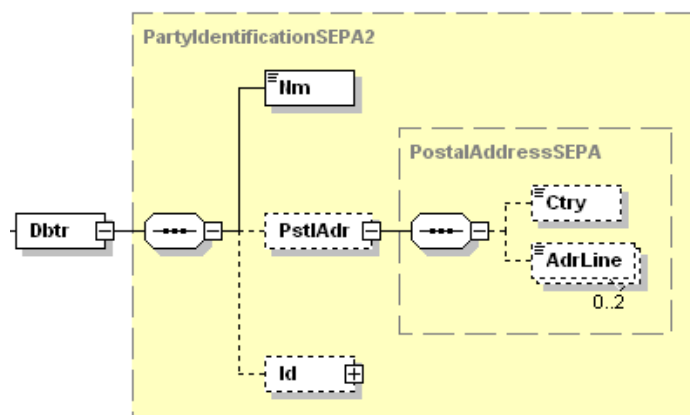 PartyIdentificationSEPA2
Nm
PostalAddressSEPA
Dbtr
PstlAdr
Ctry
AdrLine
0..2
Id